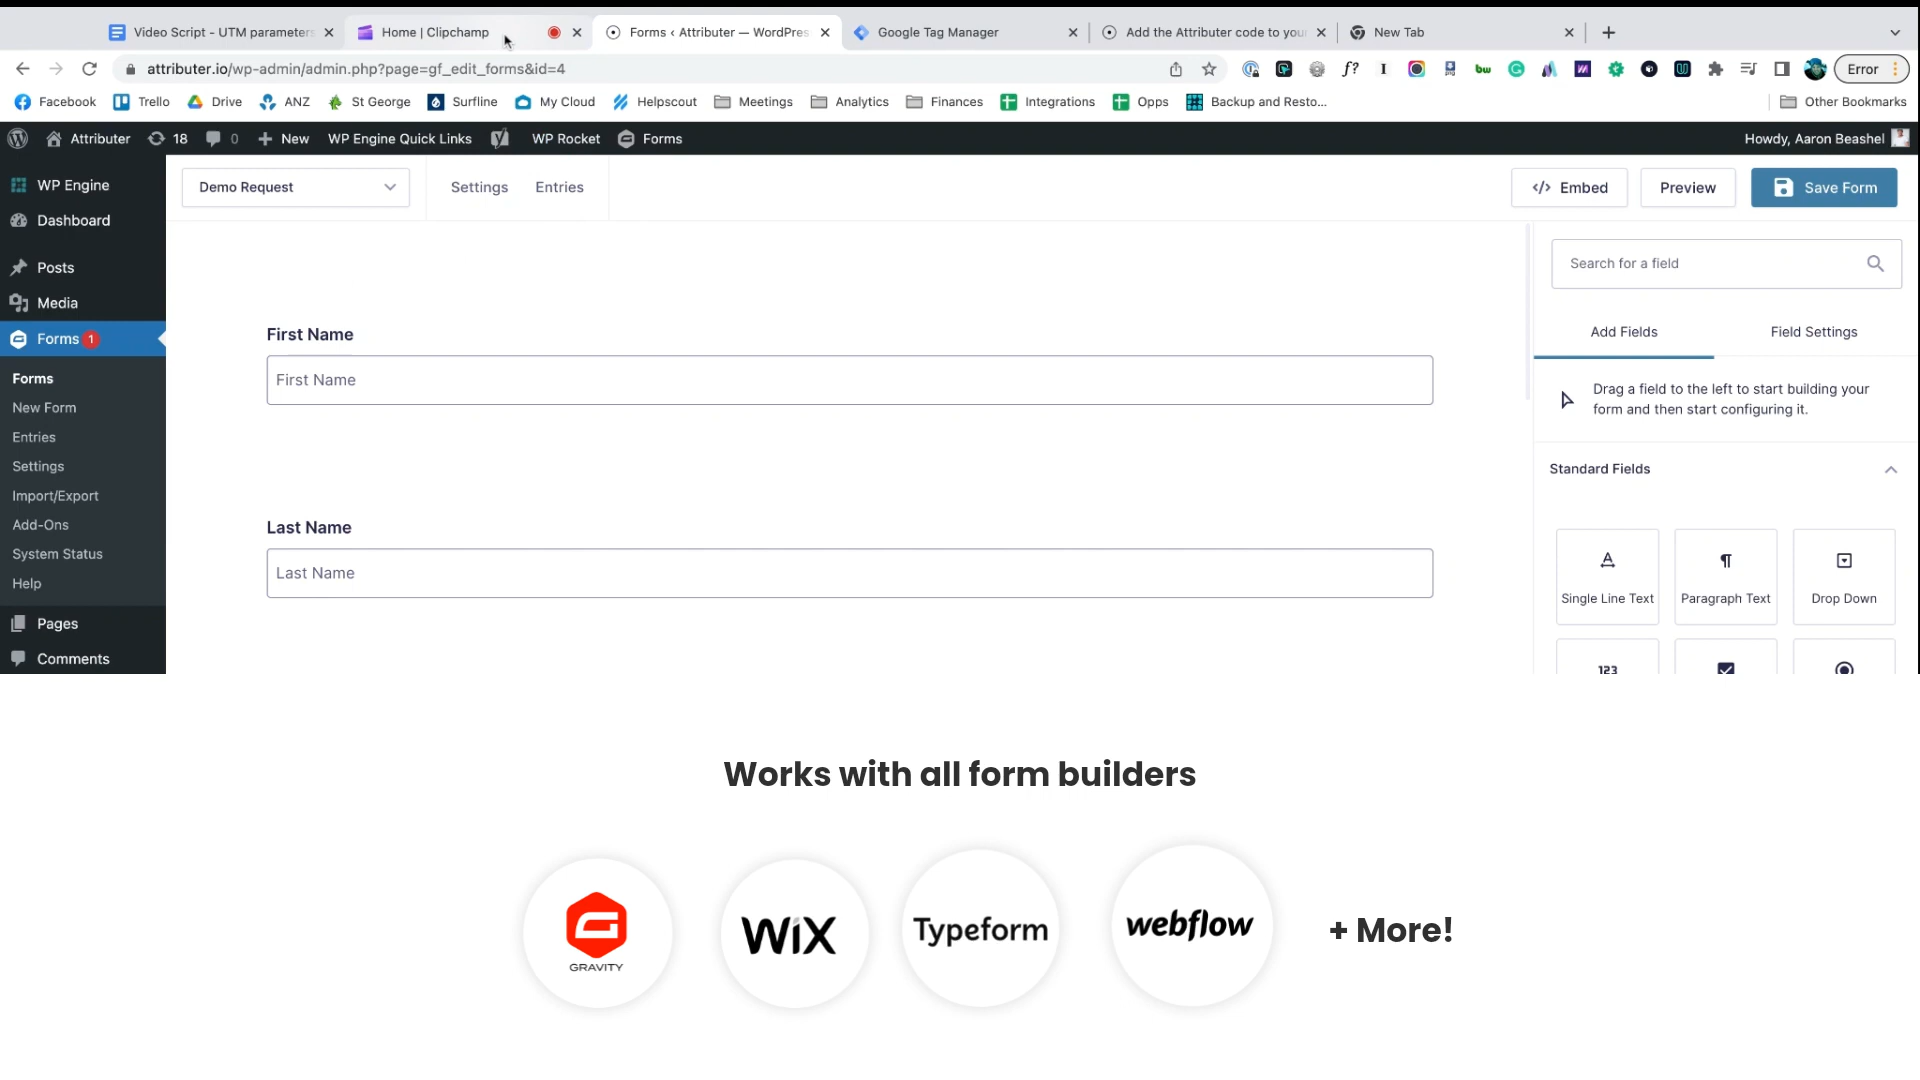 Video Script - UTM parameters
Home | Clipchamp
Forms ‹ Attributer — WordPres
Google Tag Manager
Add the Attributer code to you
New Tab
attributer.io/wp-admin/admin.php?page=gf_edit_forms&id=4
f?
I
bw
Error
Facebook
Trello
Drive
ANZ
St George
Surfline
My Cloud
Helpscout
Meetings
Analytics
Finances
Integrations
Opps
Backup and Resto...
Other Bookmarks
Attributer
18
0
New
WP Engine Quick Links
WP Rocket
Forms
Howdy, Aaron Beashel
WP Engine
Dashboard
Posts
Media
Forms 1
Forms
New Form
Entries
Settings
Import/Export
Add-Ons
System Status
Help
Pages
Comments
Demo Request
Settings
Entries
Embed
Preview
Save Form
First Name
First Name
Last Name
Last Name
Search for a field
Add Fields
Field Settings
Drag a field to the left to start building your
form and then start configuring it.
Standard Fields
Single Line Text
Paragraph Text
Drop Down
123
Works with all form builders
GRAVITY
WiX
Typeform
webflow
+ More!